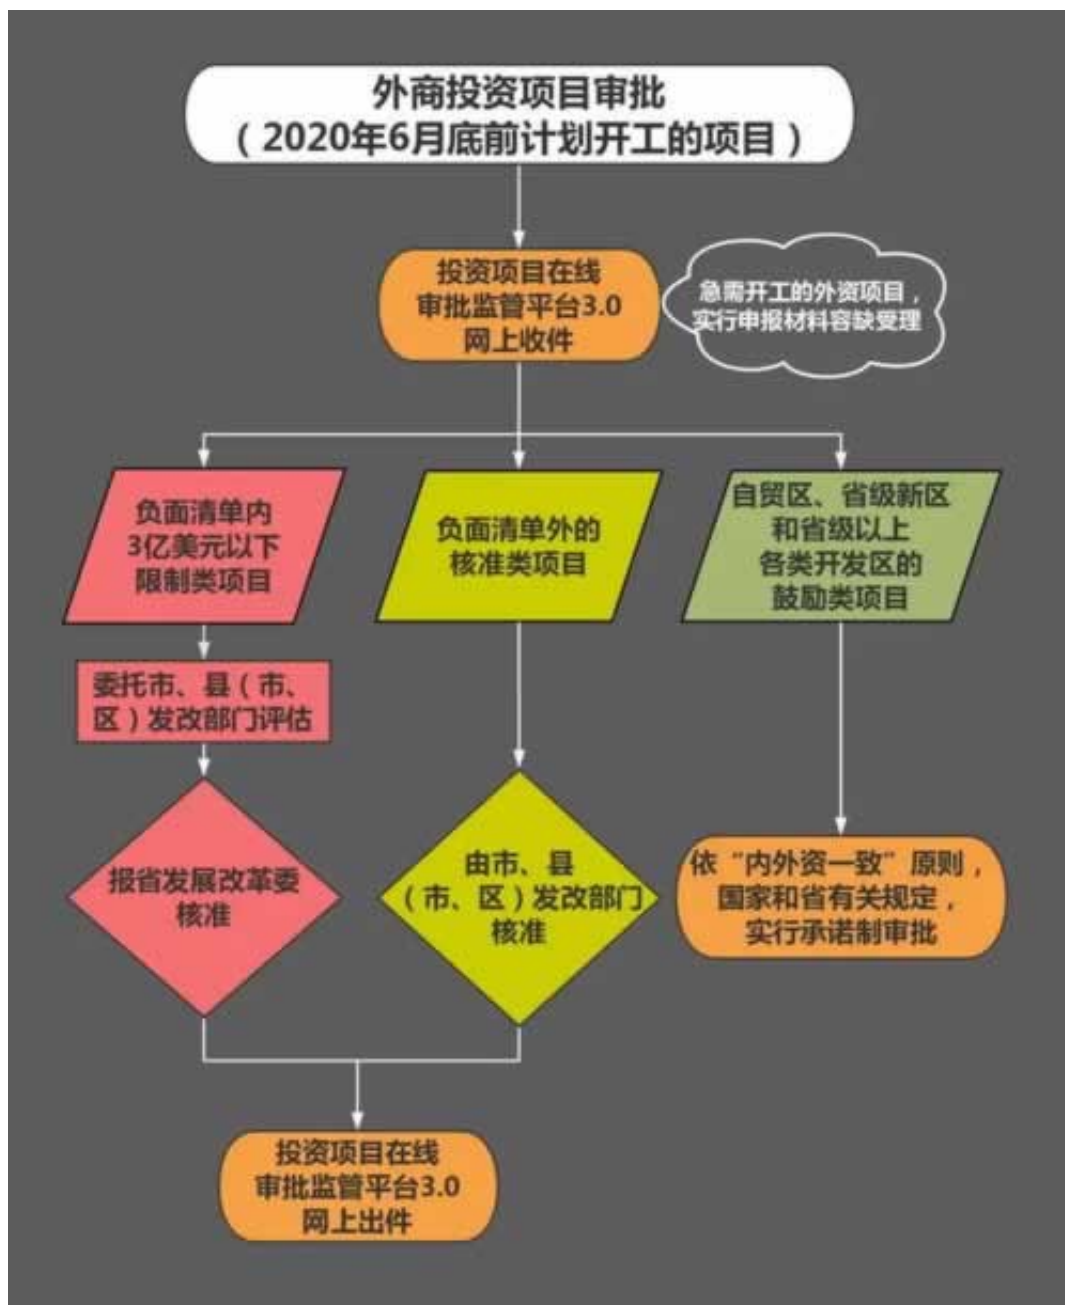 外商投资项目审批
（2020年6月底前计划开工的项目）
投资项目在线
审批监管平台3.0
网上收件
急需开工的外资项目，
实行申报材料容缺受理
负面清单内
3亿美元以下
限制类项目
负面清单外的
核准类项目
自贸区、省级新区
和省级以上
各类开发区的
鼓励类项目
委托市、县（市、
区）发改部门评估
报省发展改革委
核准
由市、县
（市、区）发改部门
核准
依“内外资一致”原则，
国家和省有关规定，
实行承诺制审批
投资项目在线
审批监管平台3.0
网上出件